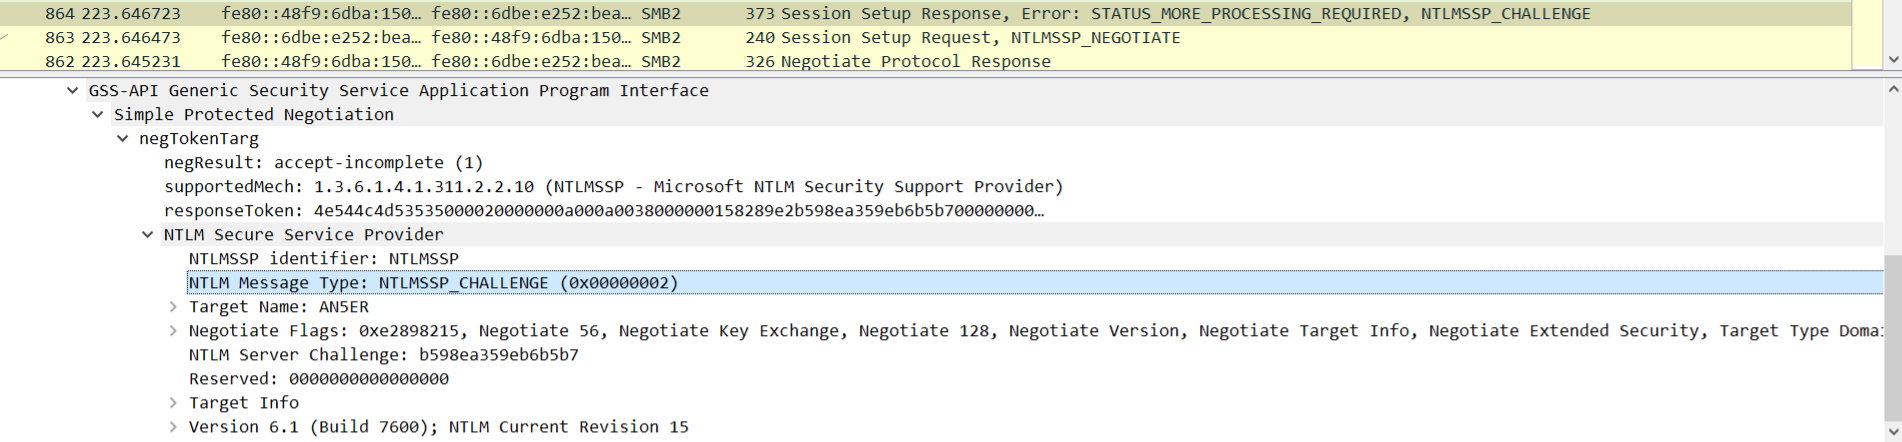 864 223.646723 fe80::48f9:6dba:150… fe80::6dbe:e252:bea… SMB2 373 Session Setup Response, Error: STATUS_MORE_PROCESSING_REQUIRED, NTLMSSP_CHALLENGE
863 223.646473 fe80::6dbe:e252:bea… fe80::48f9:6dba:150… SMB2 240 Session Setup Request, NTLMSSP_NEGOTIATE
862 223.645231 fe80::48f9:6dba:150… fe80::6dbe:e252:bea… SMB2 326 Negotiate Protocol Response
GSS-API Generic Security Service Application Program Interface
Simple Protected Negotiation
negTokenTarg
negResult: accept-incomplete (1)
supportedMech: 1.3.6.1.4.1.311.2.2.10 (NTLMSSP - Microsoft NTLM Security Support Provider)
responseToken: 4e544c4d53535000020000000a000a0038000000158289e2b598ea359eb6b5b700000000…
NTLM Secure Service Provider
NTLMSSP identifier: NTLMSSP
NTLM Message Type: NTLMSSP_CHALLENGE (0x00000002)
Target Name: AN5ER
Negotiate Flags: 0xe2898215, Negotiate 56, Negotiate Key Exchange, Negotiate 128, Negotiate Version, Negotiate Target Info, Negotiate Extended Security, Target Type Domai
NTLM Server Challenge: b598ea359eb6b5b7
Reserved: 0000000000000000
Target Info
Version 6.1 (Build 7600); NTLM Current Revision 15